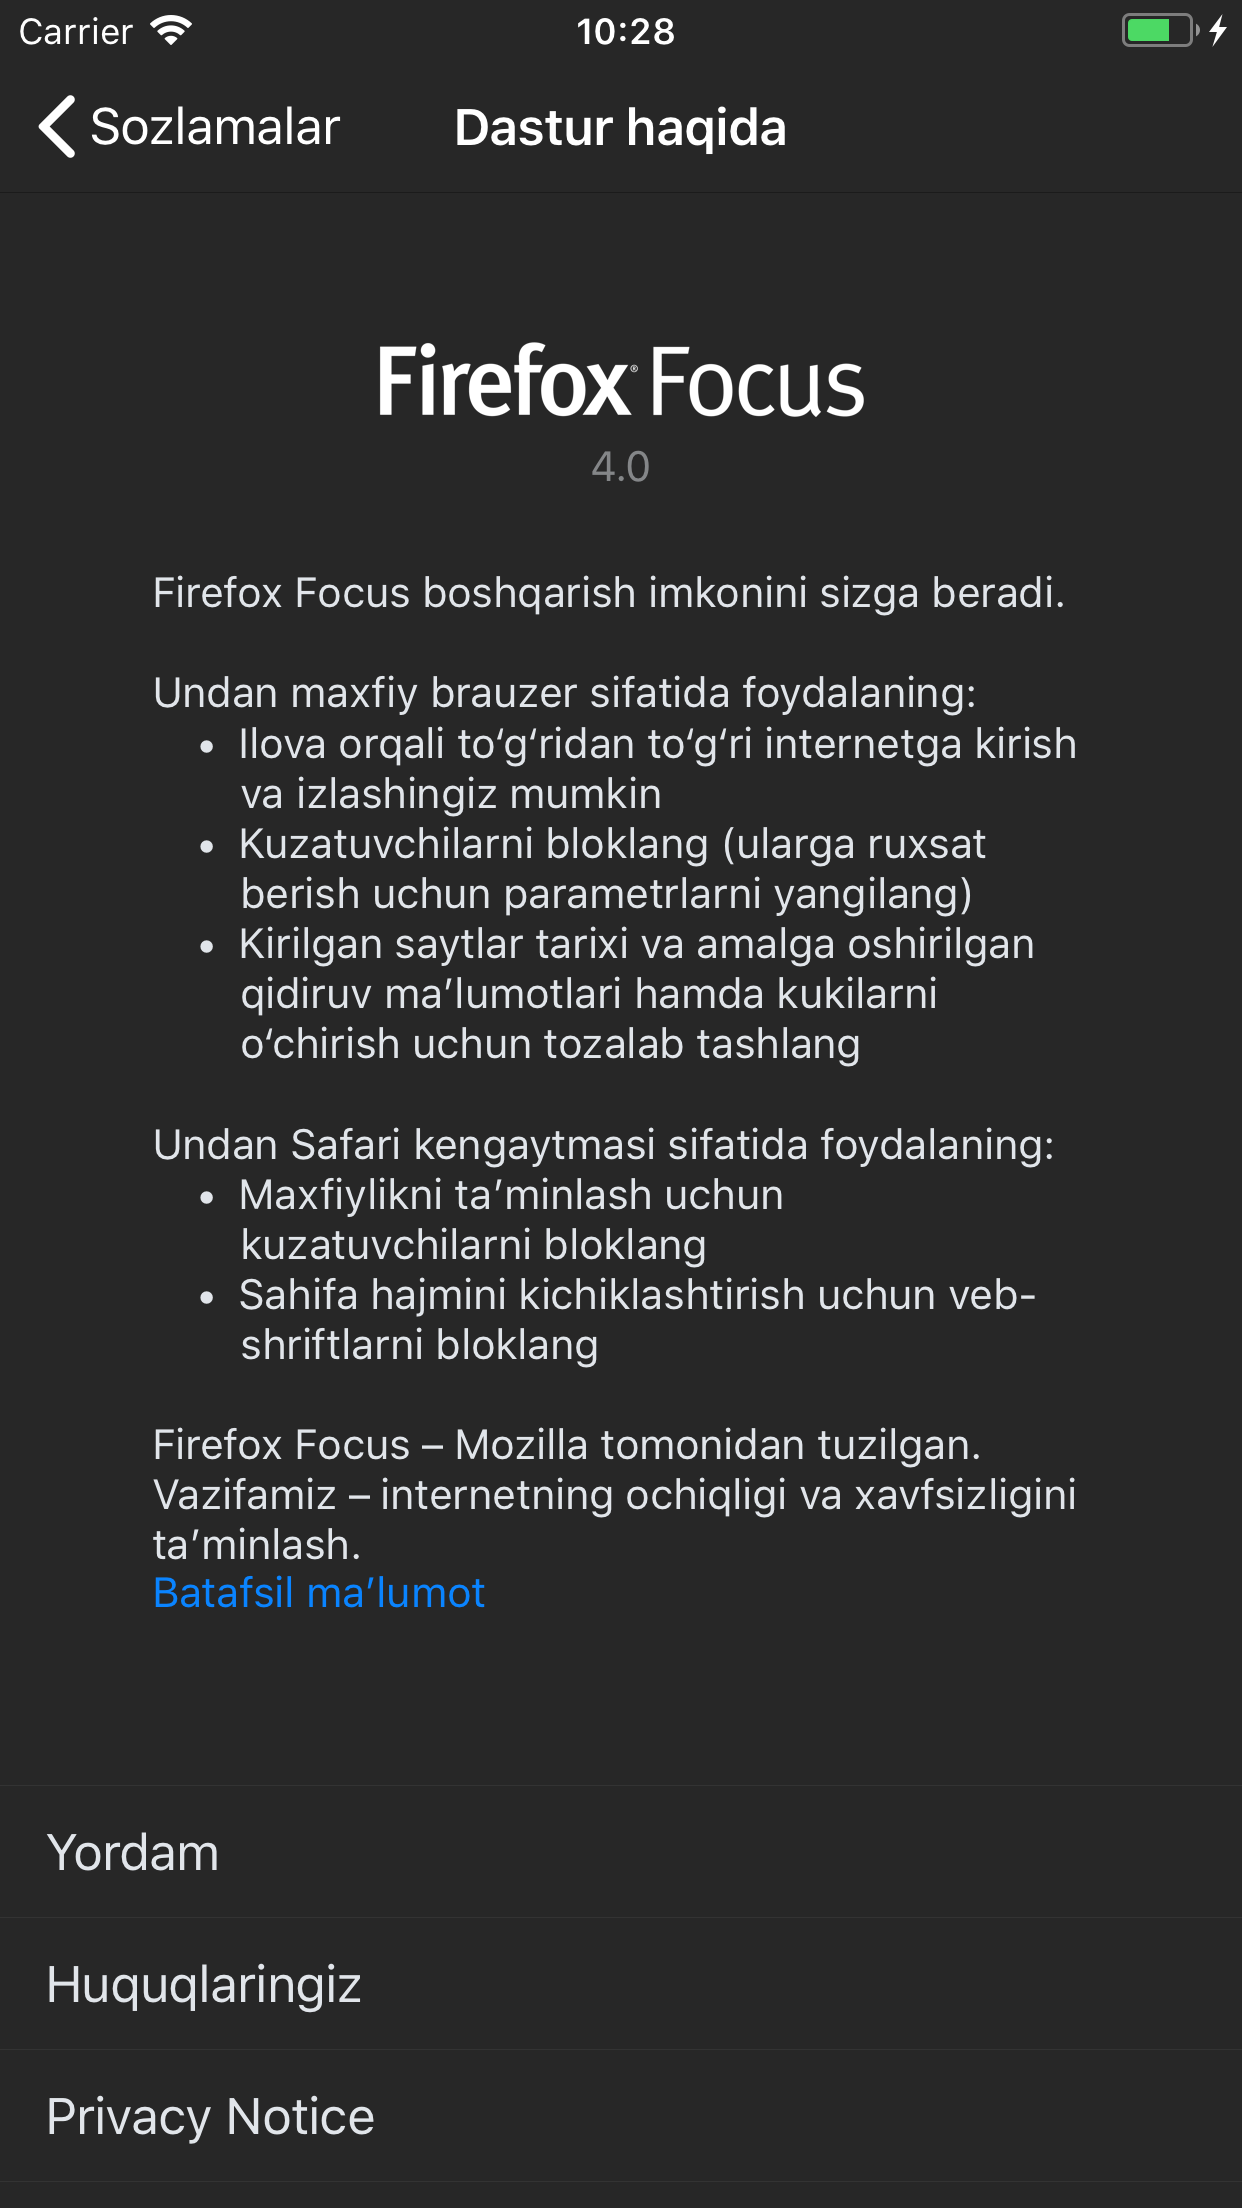 Carrier 10:28
Sozlamalar Dastur haqida
Firefox® Focus
4.0
Firefox Focus boshqarish imkonini sizga beradi.
Undan maxfiy brauzer sifatida foydalaning:
• Ilova orqali to‘g‘ridan to‘g‘ri internetga kirish
va izlashingiz mumkin
• Kuzatuvchilarni bloklang (ularga ruxsat
berish uchun parametrlarni yangilang)
• Kirilgan saytlar tarixi va amalga oshirilgan
qidiruv ma’lumotlari hamda kukilarni
o‘chirish uchun tozalab tashlang
Undan Safari kengaytmasi sifatida foydalaning:
• Maxfiylikni ta’minlash uchun
kuzatuvchilarni bloklang
• Sahifa hajmini kichiklashtirish uchun veb-
shriftlarni bloklang
Firefox Focus – Mozilla tomonidan tuzilgan.
Vazifamiz – internetning ochiqligi va xavfsizligini
ta’minlash.
Batafsil ma’lumot
Yordam
Huquqlaringiz
Privacy Notice